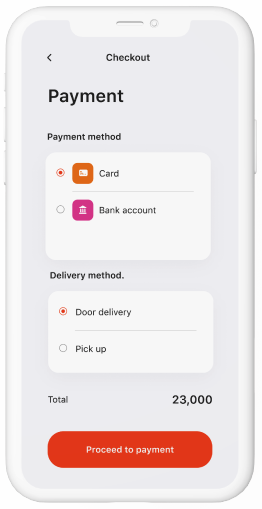 Checkout
Payment
Payment method
Card
Bank account
Delivery method.
Door delivery
Pick up
Total 23,000
Proceed to payment